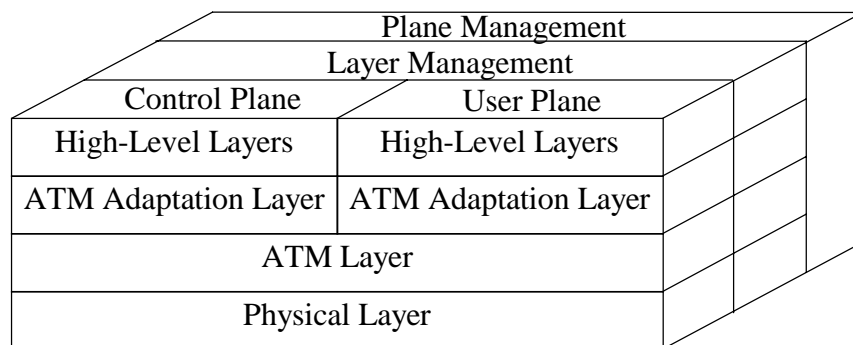 Plane Management
Layer Management
Control Plane User Plane
High-Level Layers High-Level Layers
ATM Adaptation Layer ATM Adaptation Layer
ATM Layer
Physical Layer